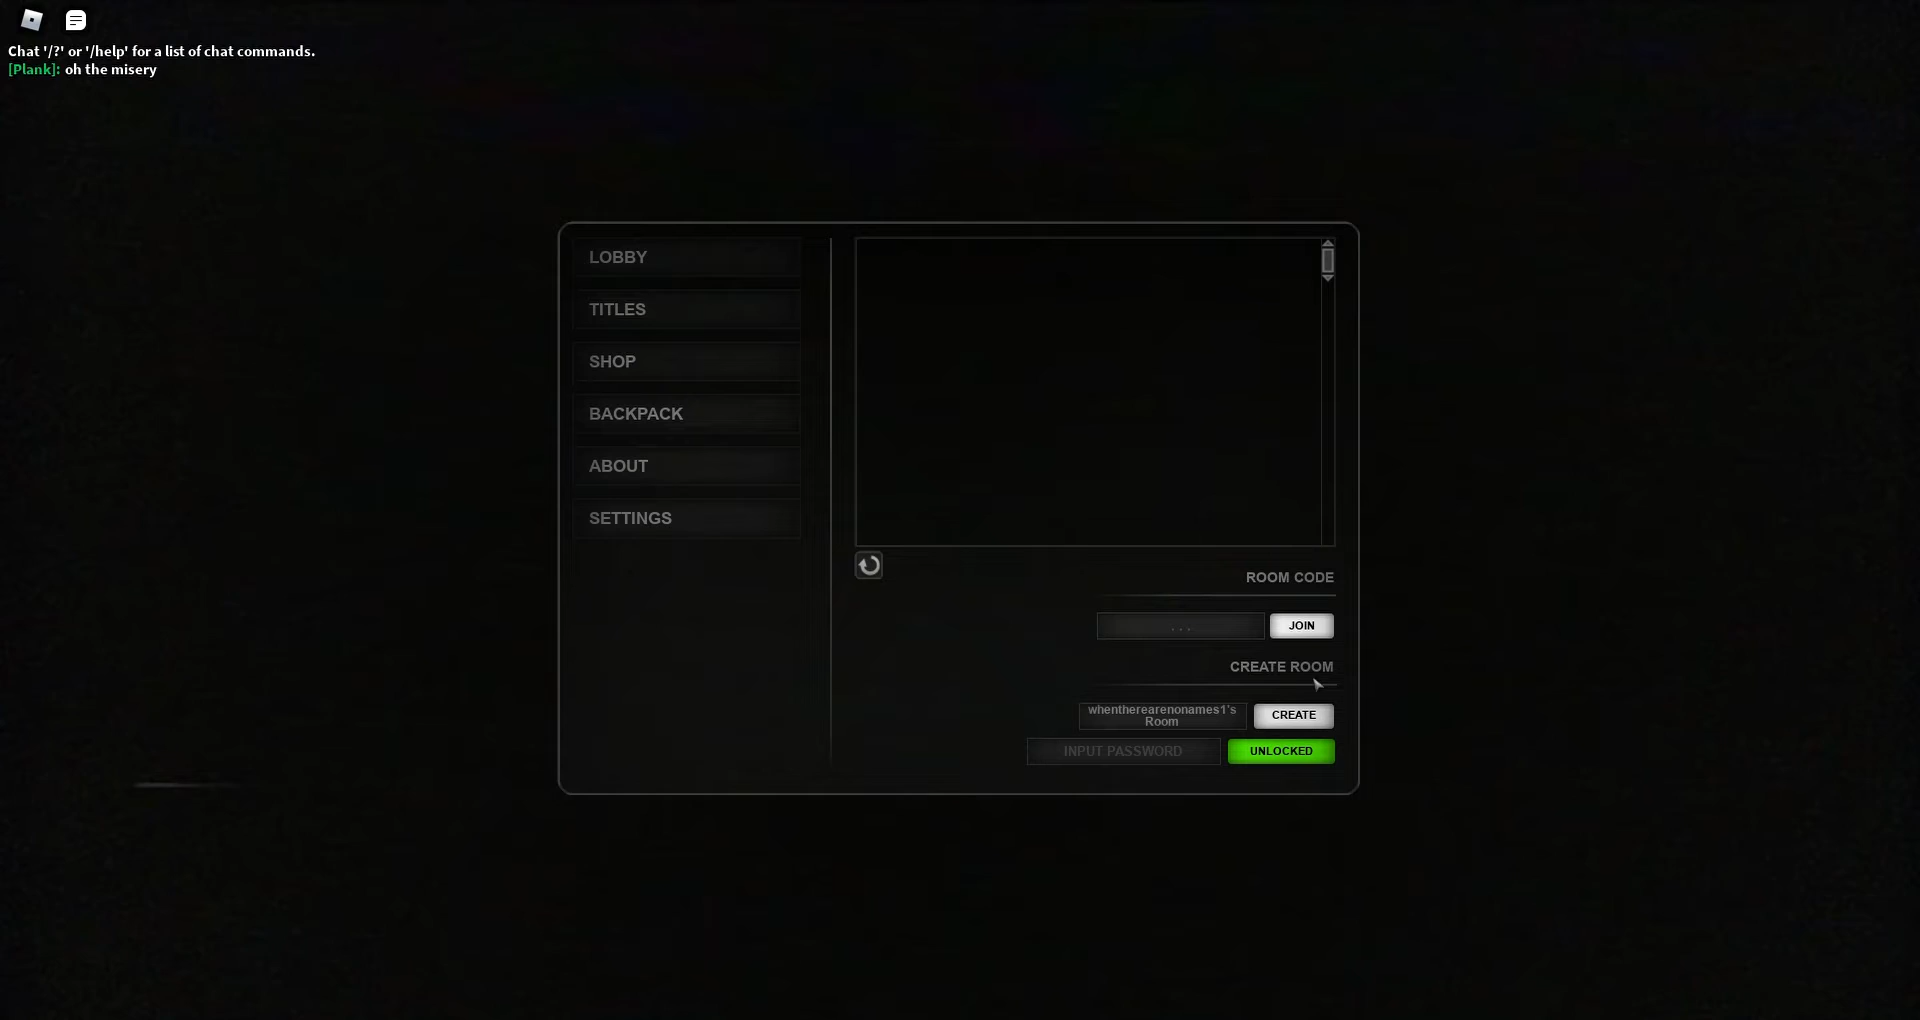 Chat '/?' or '/help' for a list of chat commands.
[Plank]: oh the misery
LOBBY
TITLES
SHOP
BACKPACK
ABOUT
SETTINGS
ROOM CODE
. . .
JOIN
CREATE ROOM
whentherearenonames1's
Room
CREATE
INPUT PASSWORD
UNLOCKED